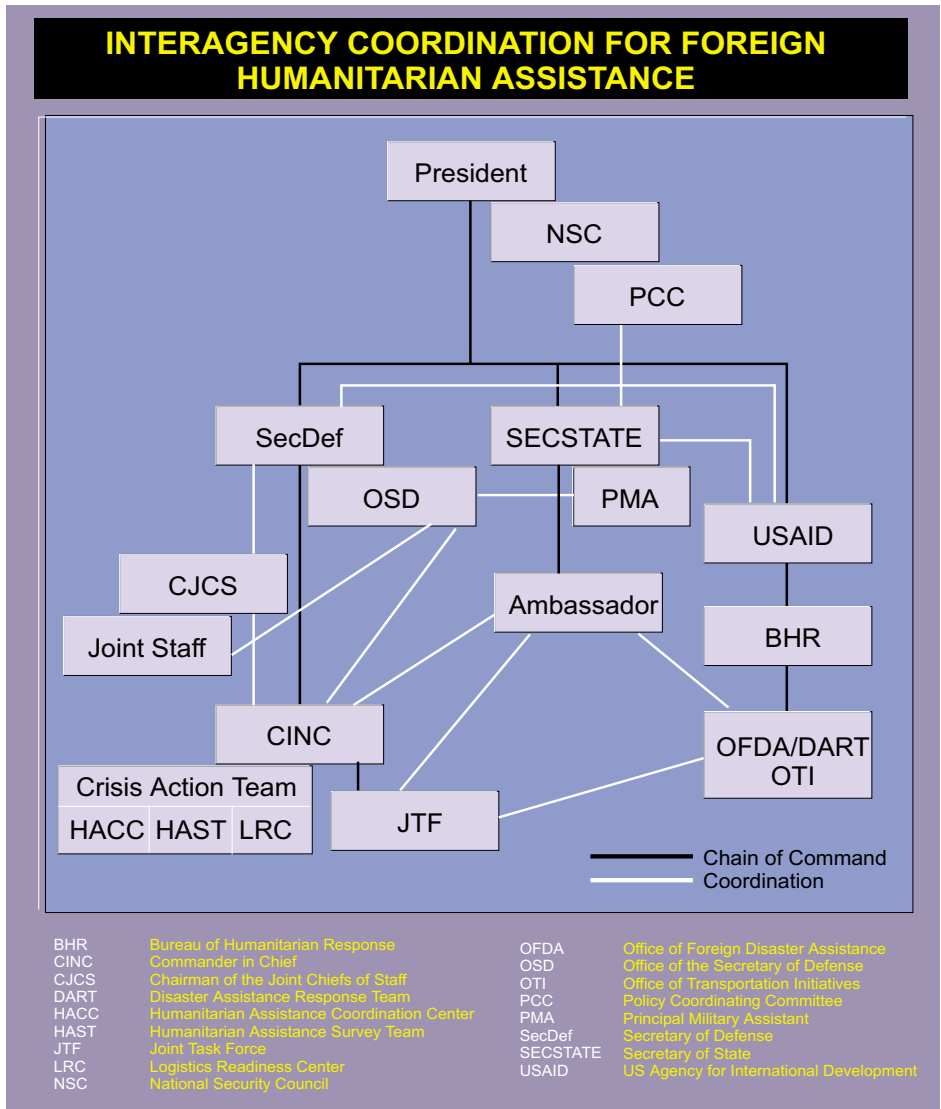 INTERAGENCY COORDINATION FOR FOREIGN
HUMANITARIAN ASSISTANCE
President
NSC
PCC
SecDef
SECSTATE
OSD
PMA
USAID
CJCS
Ambassador
Joint Staff
BHR
CINC
OFDA/DART
OTI
Crisis Action Team
HACC HAST LRC
JTF
Chain of Command
Coordination
BHR Bureau of Humanitarian Response
CINC Commander in Chief
CJCS Chairman of the Joint Chiefs of Staff
DART Disaster Assistance Response Team
HACC Humanitarian Assistance Coordination Center
HAST Humanitarian Assistance Survey Team
JTF Joint Task Force
LRC Logistics Readiness Center
NSC National Security Council
OFDA Office of Foreign Disaster Assistance
OSD Office of the Secretary of Defense
OTI Office of Transportation Initiatives
PCC Policy Coordinating Committee
PMA Principal Military Assistant
SecDef Secretary of Defense
SECSTATE Secretary of State
USAID US Agency for International Development